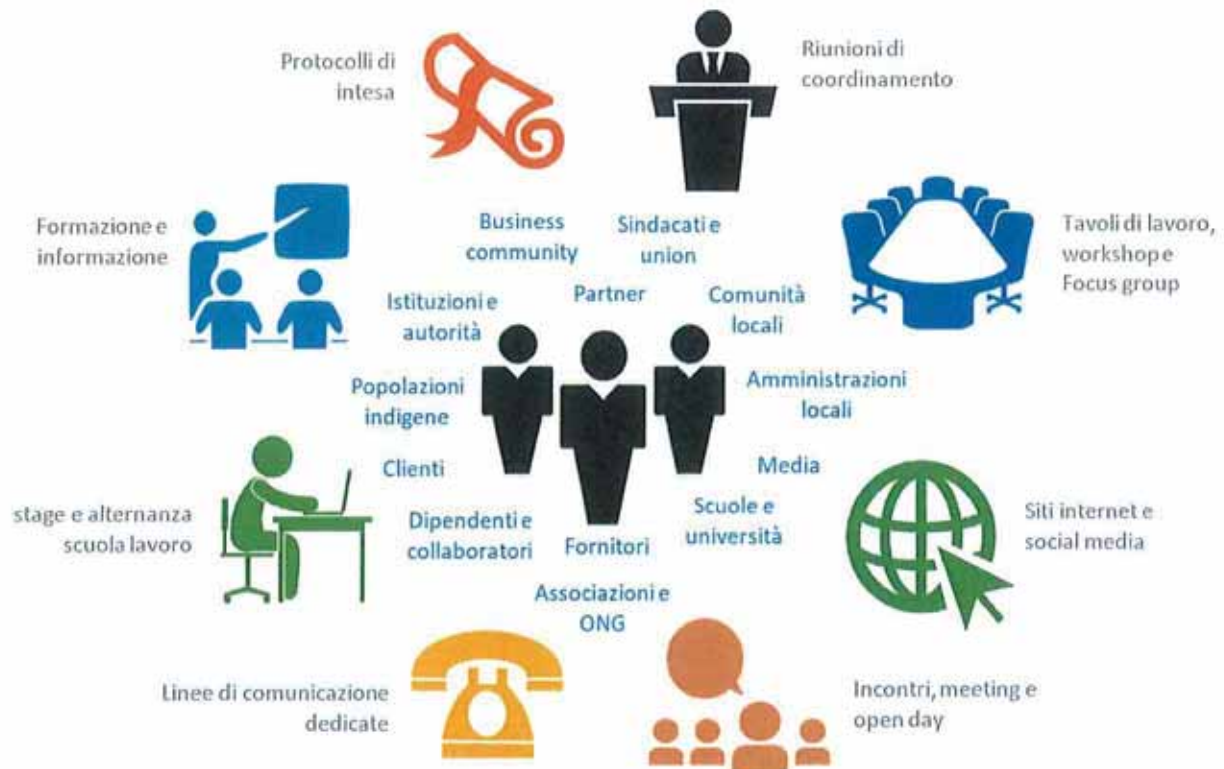 Protocolli di
intesa
Riunioni di
coordinamento
Formazione e
informazione
Business
community
Sindacati e
union
Tavoli di lavoro,
workshop e
Focus group
Istituzioni e
autorità
Partner
Comunità
locali
Popolazioni
indigene
Amministrazioni
locali
Clienti
Media
stage e alternanza
scuola lavoro
Dipendenti e
collaboratori
Fornitori
Scuole e
università
Siti internet e
social media
Associazioni e
ONG
Linee di comunicazione
dedicate
Incontri, meeting e
open day